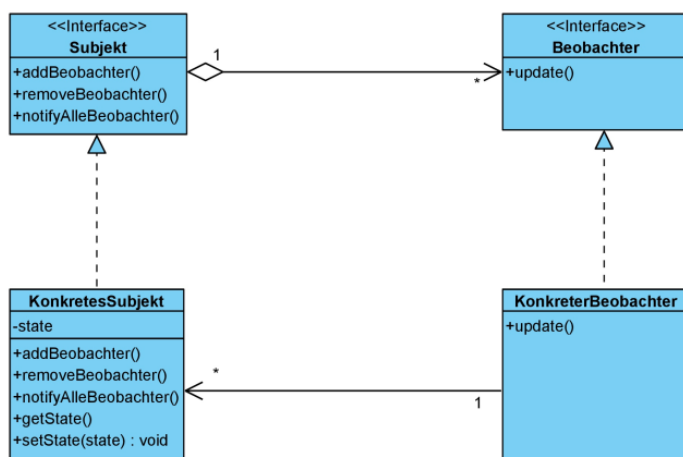 <<Interface>>
Subjekt
+addBeobachter()
+removeBeobachter()
+notifyAlleBeobachter()
1
*
<<Interface>>
Beobachter
+update()
KonkretesSubjekt
-state
+addBeobachter()
+removeBeobachter()
+notifyAlleBeobachter()
+getState()
+setState(state) : void
*
1
KonkreterBeobachter
+update()